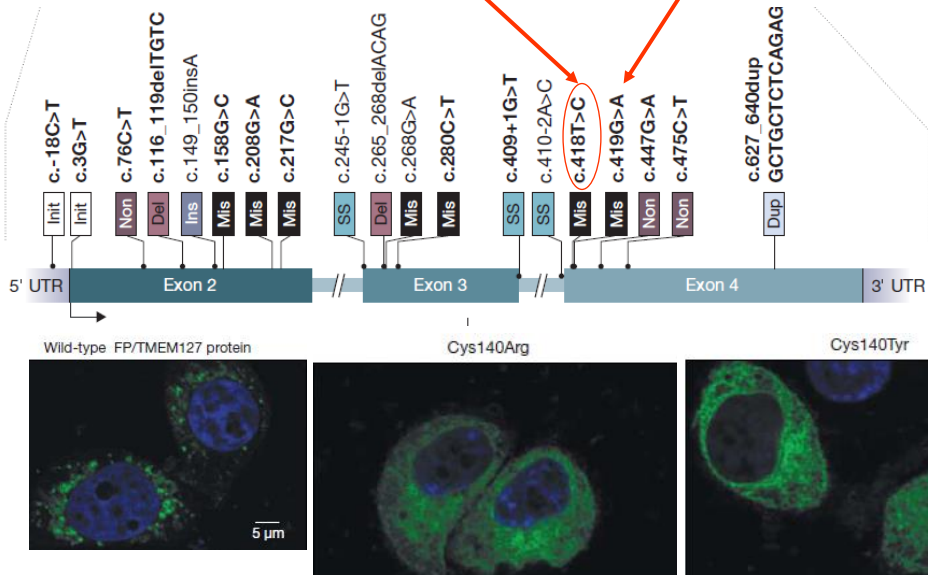 c.-18C>T
c.3G>T
c.76C>T
c.116_119delTGTC
c.149_150insA
c.158G>C
c.208G>A
c.217G>C
c.245-1G>T
c.265_268delACAG
c.268G>A
c.280C>T
c.409+1G>T
c.410-2A>C
c.418T>C
c.419G>A
c.447G>A
c.475C>T
c.627_640dup
GCTGCTCTCAGAG
Init
Init
Non
Del
Ins
Mis
Mis
Mis
SS
Del
Mis
Mis
SS
SS
Mis
Mis
Non
Non
Dup
5' UTR
Exon 2
//
Exon 3
//
Exon 4
3' UTR
Wild-type FP/TMEM127 protein
Cys140Arg
Cys140Tyr
5 μm